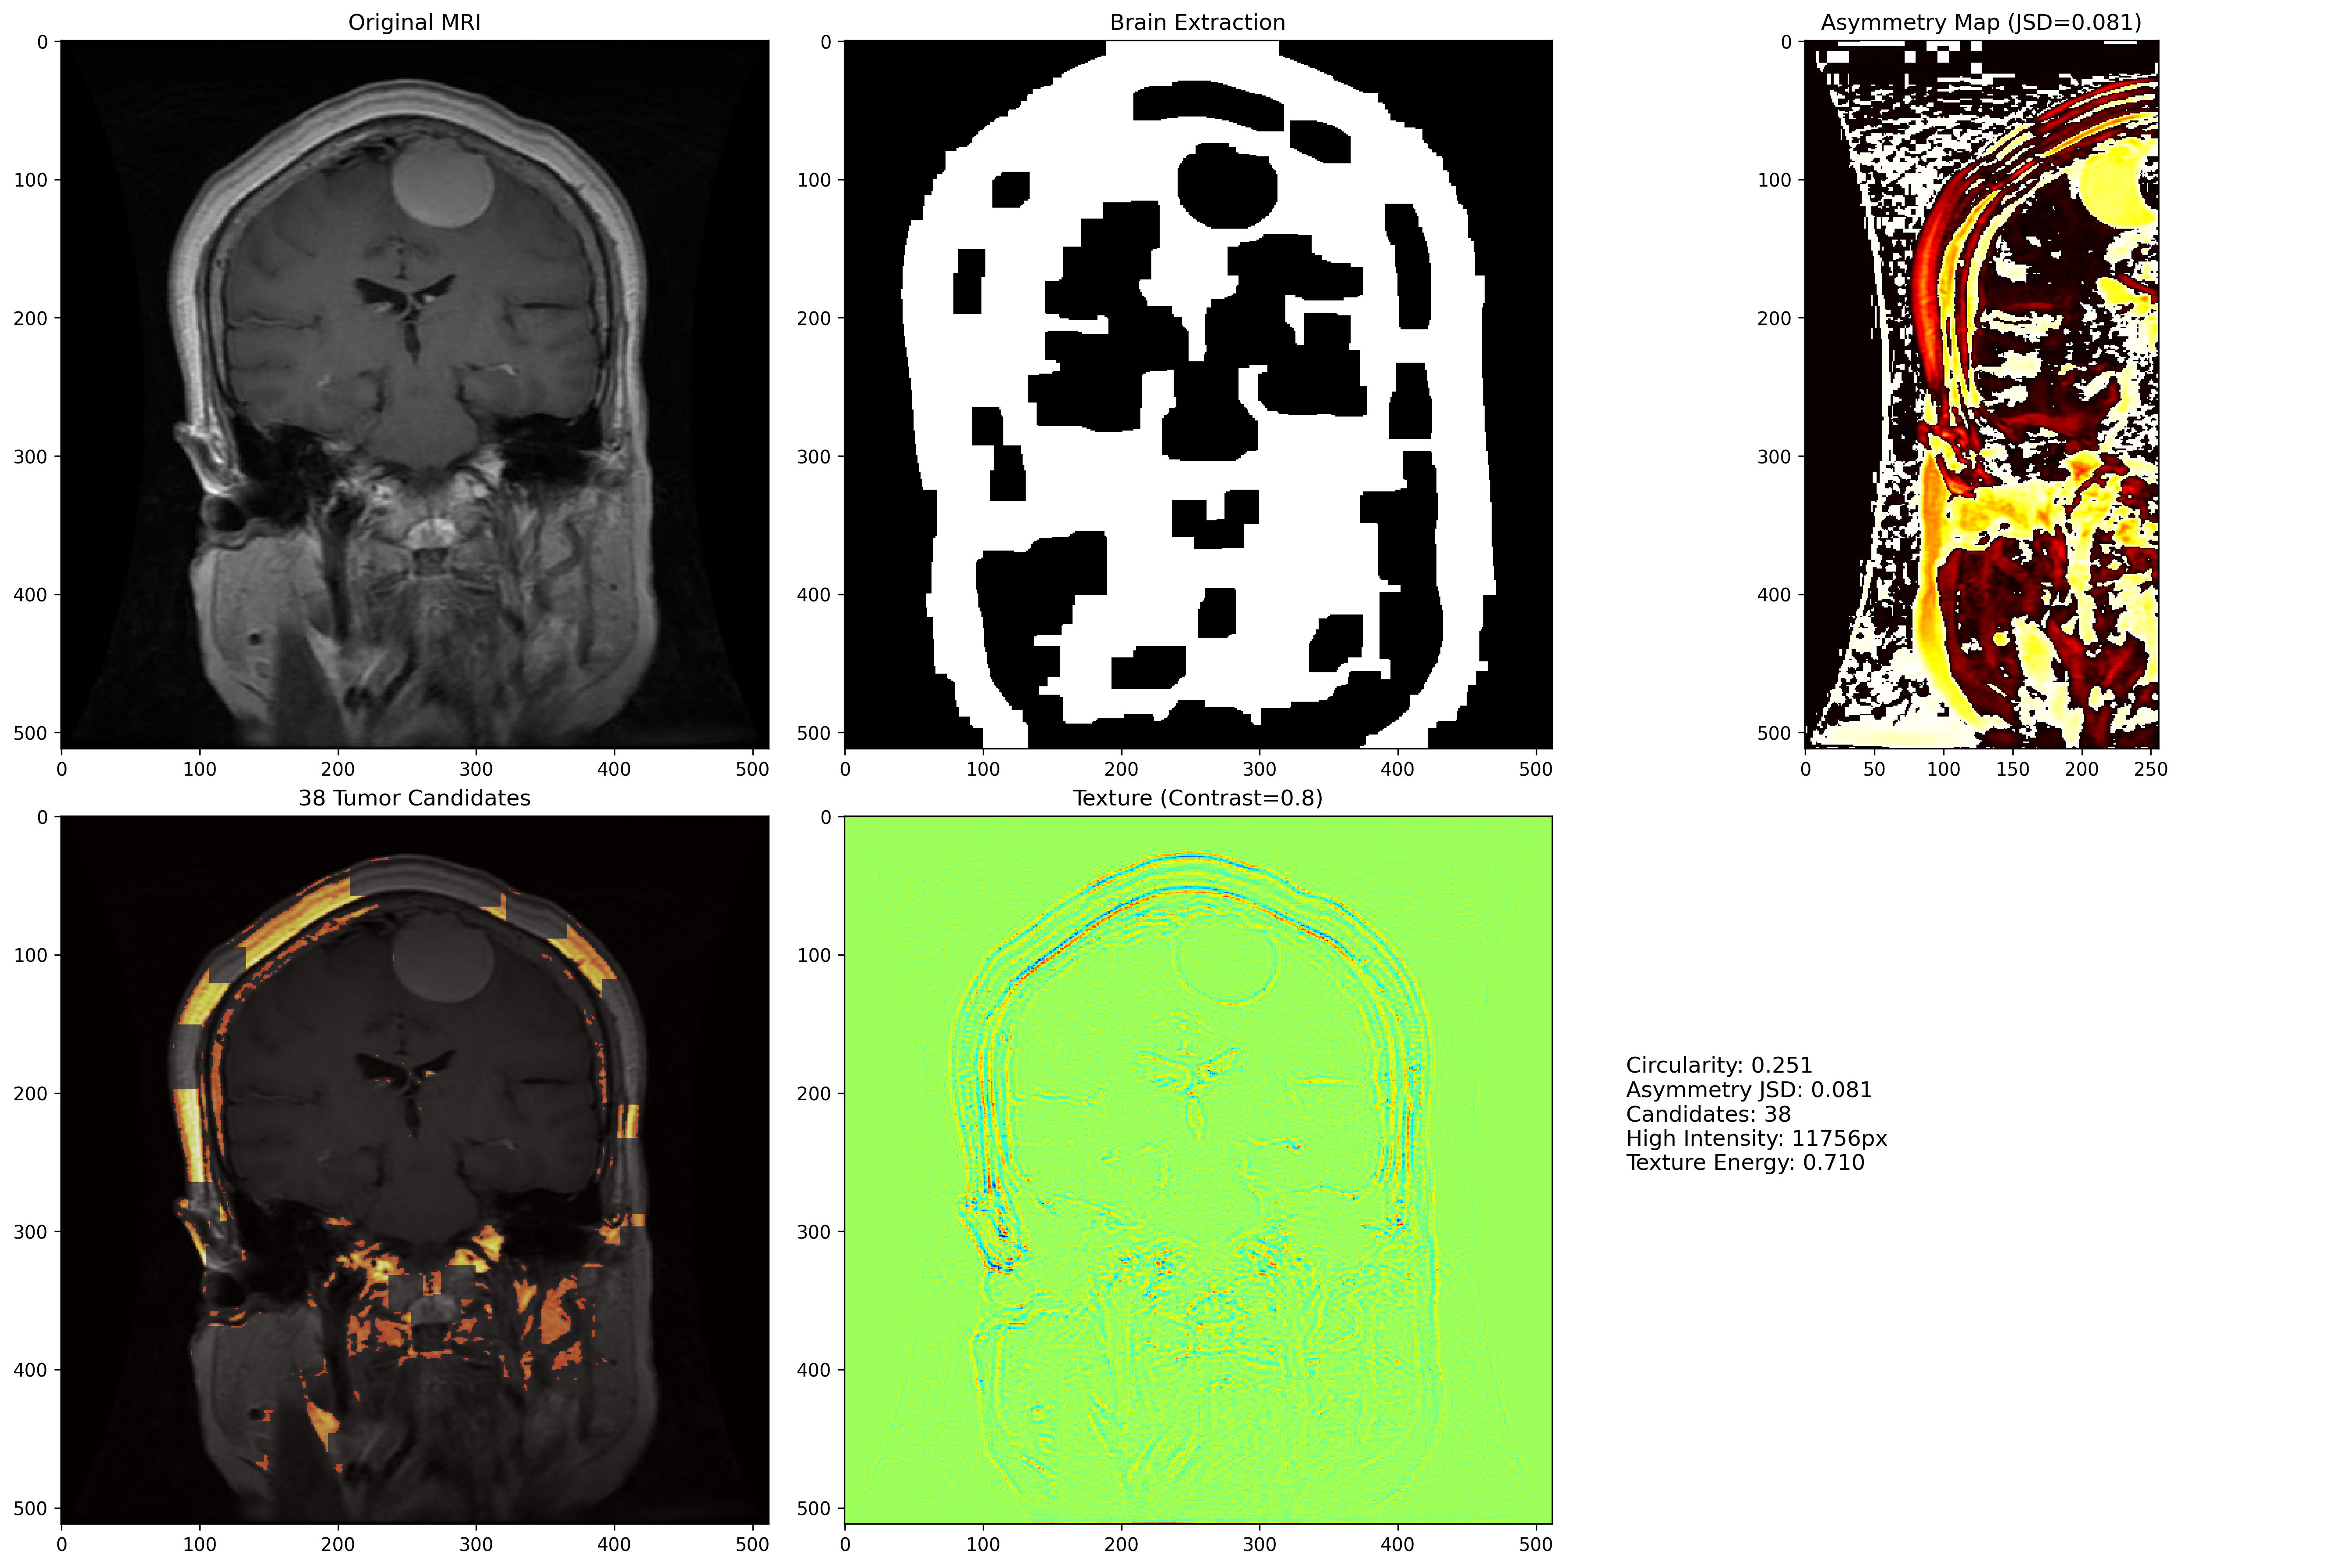 Original MRI
Brain Extraction
Asymmetry Map (JSD=0.081)
0
100
200
300
400
500
0 100 200 300 400 500
0
100
200
300
400
500
0 100 200 300 400 500
0
100
200
300
400
500
0 50 100 150 200 250
38 Tumor Candidates
Texture (Contrast=0.8)
0
100
200
300
400
500
0 100 200 300 400 500
0
100
200
300
400
500
0 100 200 300 400 500
Circularity: 0.251
Asymmetry JSD: 0.081
Candidates: 38
High Intensity: 11756px
Texture Energy: 0.710